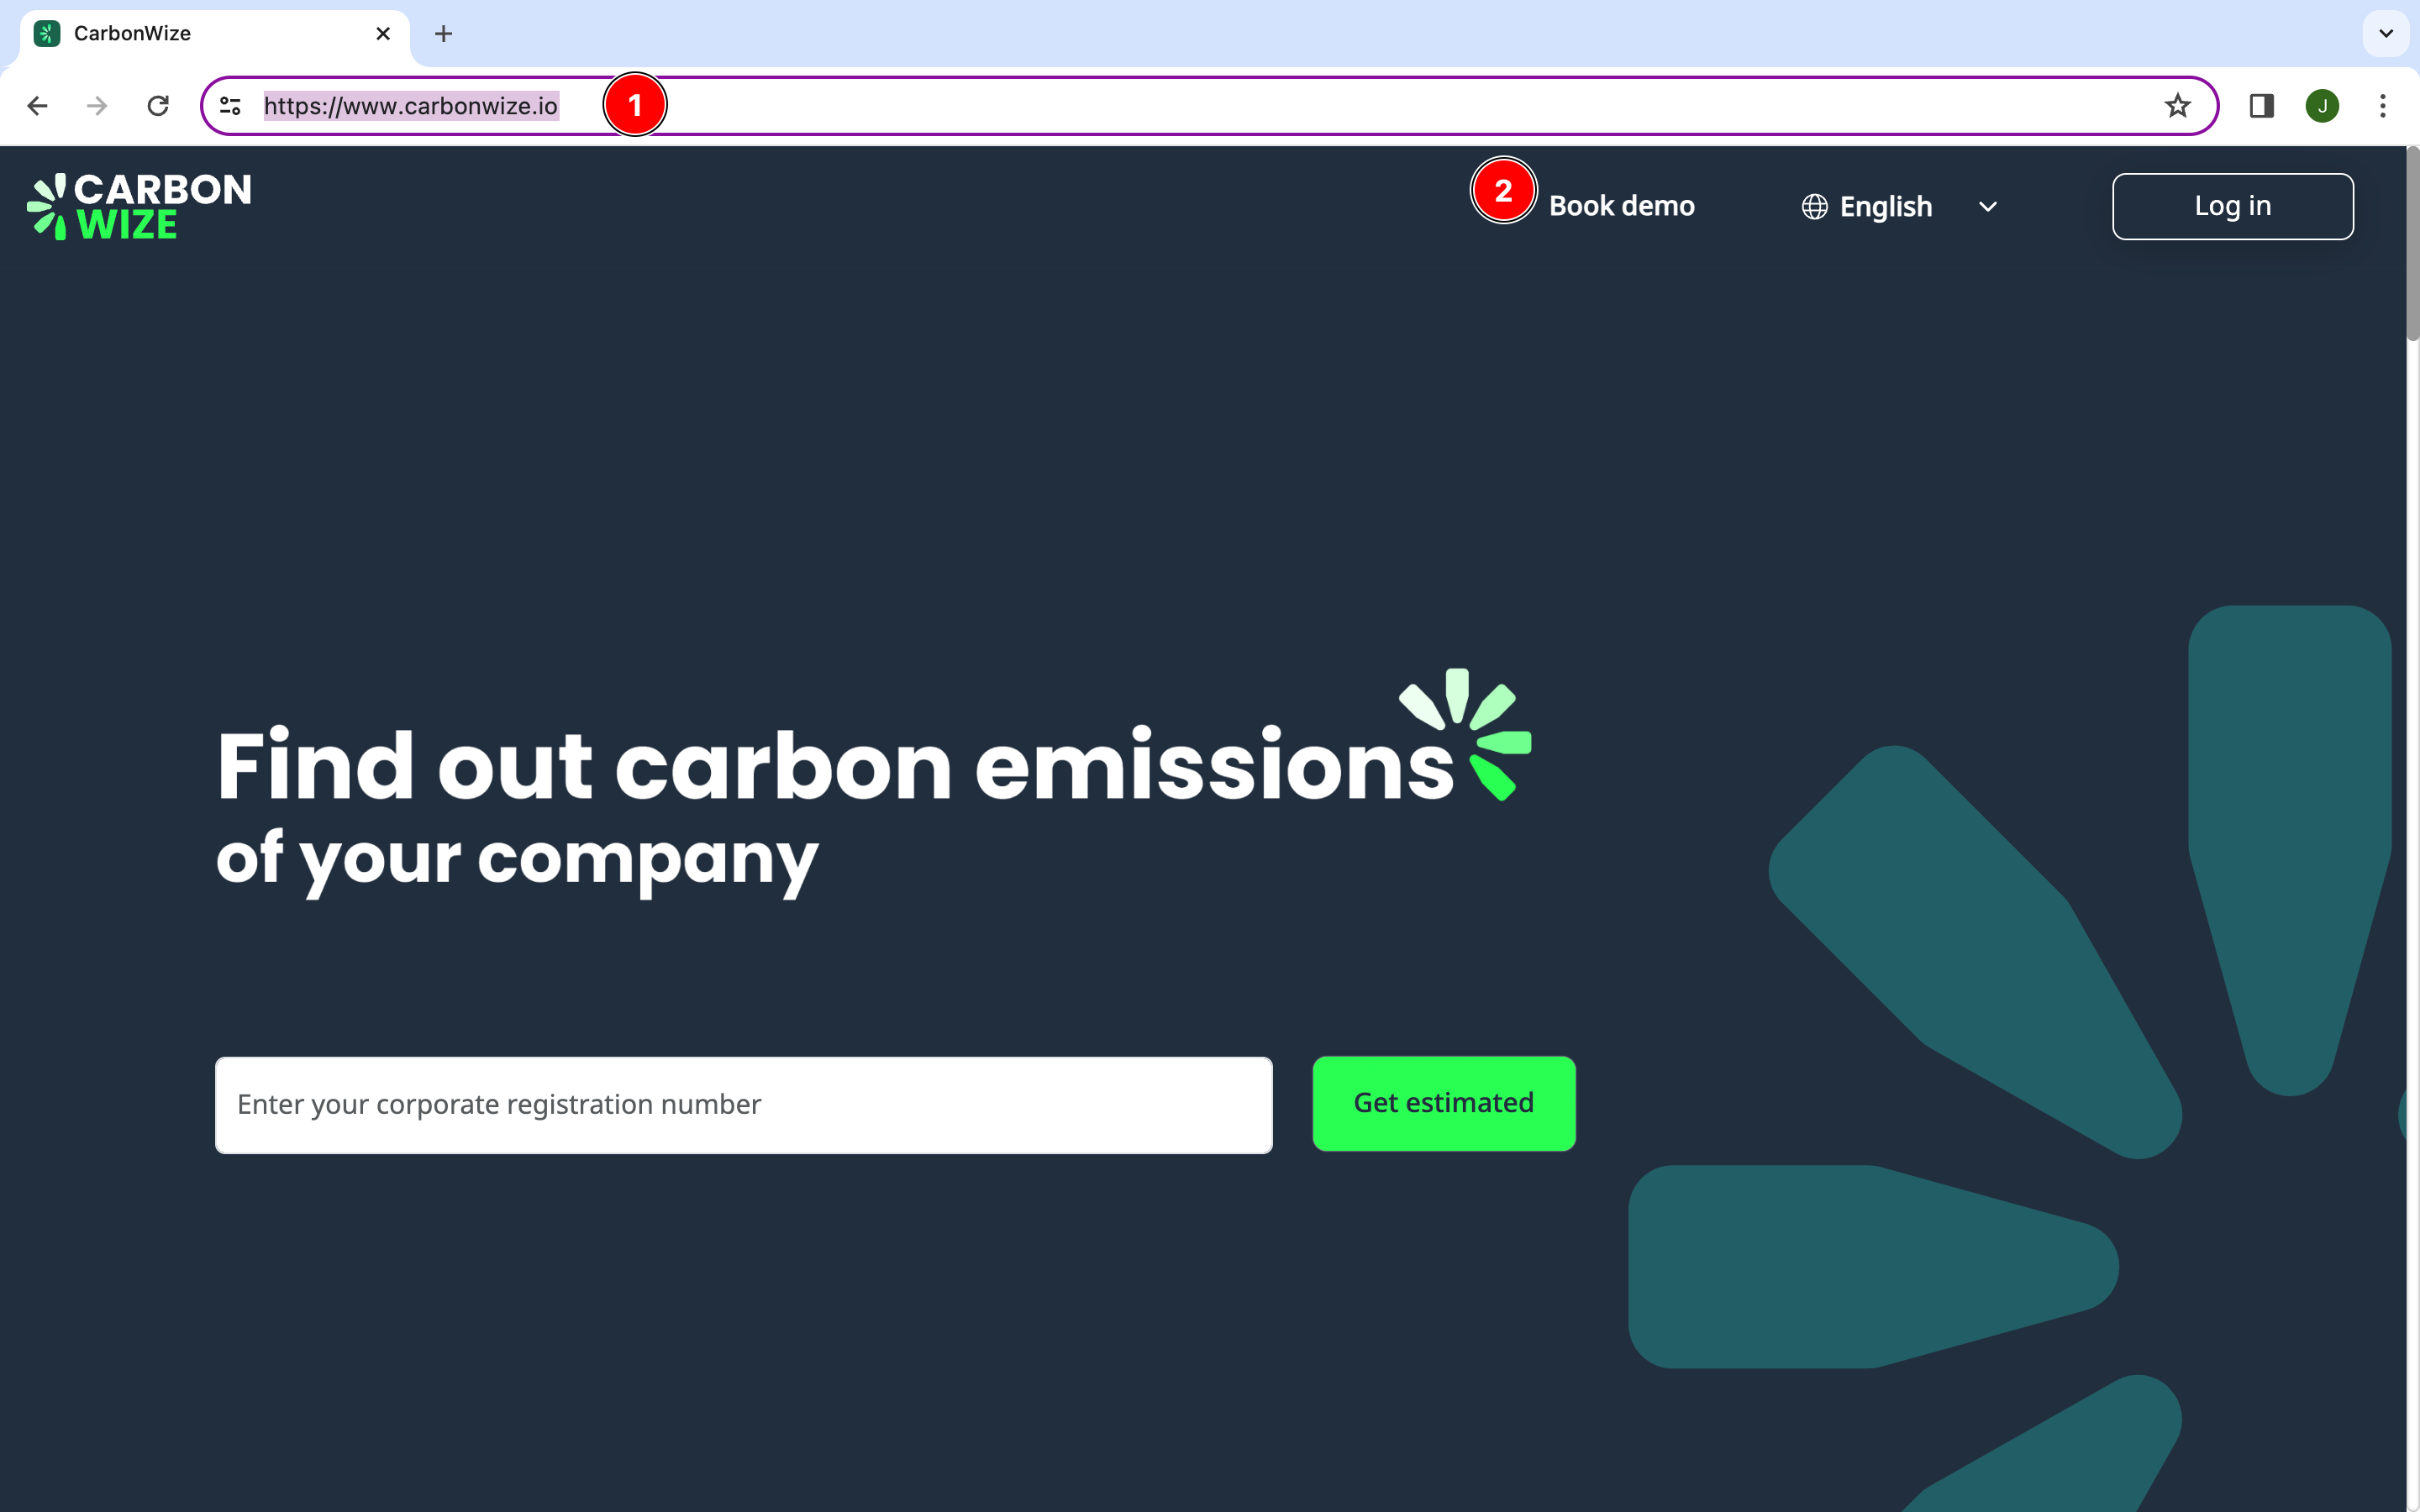 CarbonWize
https://www.carbonwize.io
1
CARBON
WIZE
2
Book demo
English
Log in
Find out carbon emissions
of your company
Enter your corporate registration number
Get estimated
J